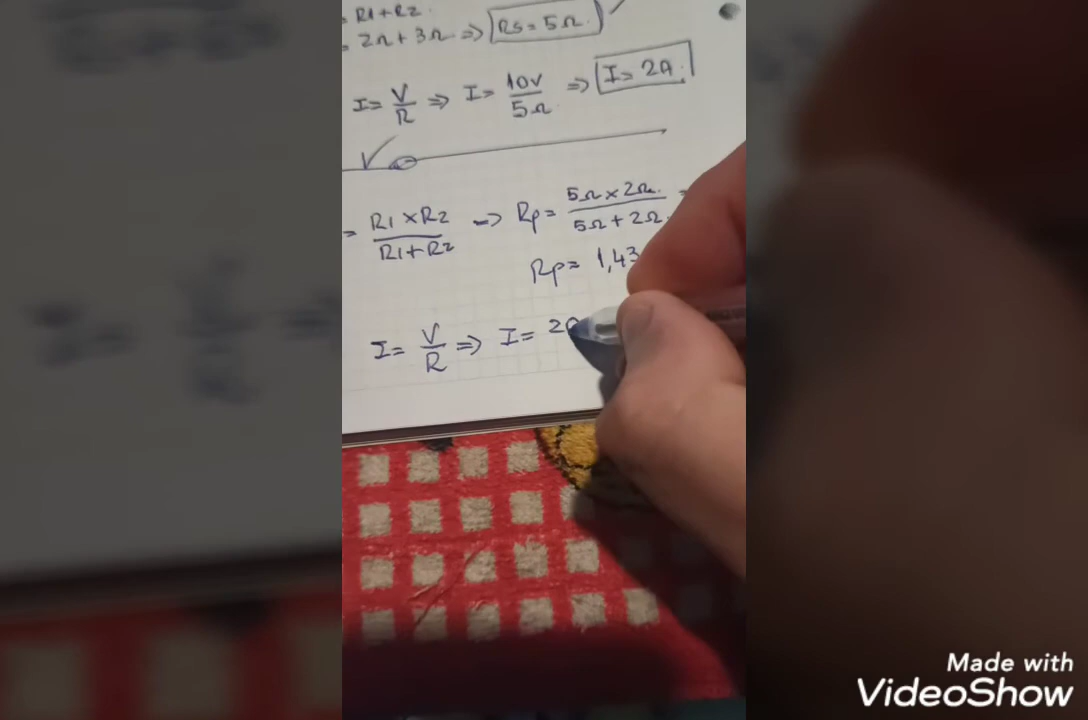 = R1+R2.
= 2Ω+3Ω => Rs=5Ω.
I= V/R => I= 10V/5Ω => I= 2A.
= R1×R2/R1+R2 -> Rp= 5Ω×2Ω./5Ω+2Ω. =
Rp= 1,43
I= V/R => I= 20
Made with
VideoShow